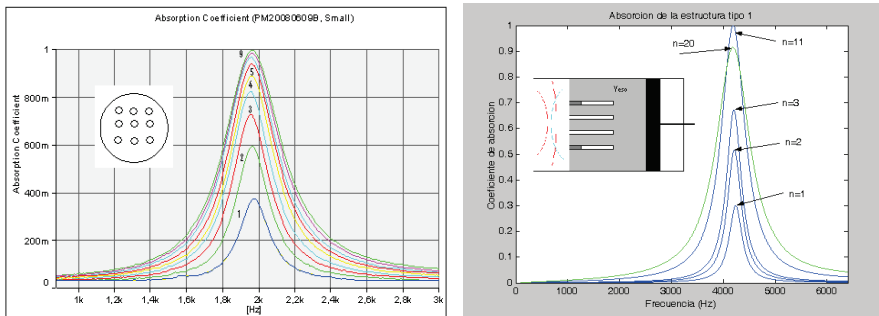 Absorption Coefficient (PM20080609B, Small)
Absorption Coefficient
1
800m
600m
400m
200m
0
9
5
4
3
2
1
1k
1,2k
1,4k
1,6k
1,8k
2k
2,2k
2,4k
2,6k
2,8k
3k
[Hz]
Absorcion de la estructura tipo 1
Coeficiente de absorcion
1
0.9
0.8
0.7
0.6
0.5
0.4
0.3
0.2
0.1
0
n=20
n=11
n=3
n=2
n=1
Yeso
0
2000
4000
6000
Frecuencia (Hz)